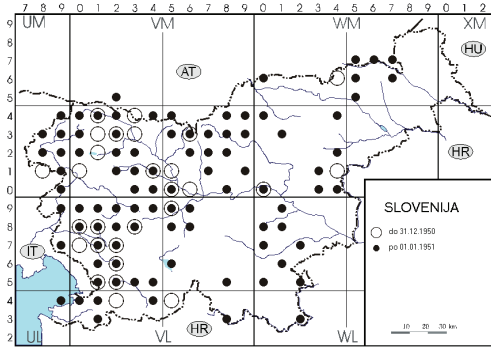 7 8 9 0 1 2 3 4 5 6 7 8 9 0 1 2 3 4 5 6 7 8 9 0 1 2
UM VM WM XM
9
8
7
6
5
4
3
2
1
0
9
8
7
6
5
4
3
2
AT
HU
HR
IT
HR
UL VL WL
SLOVENIJA
do 31.12.1950
po 01.01.1951
10 20 30 km